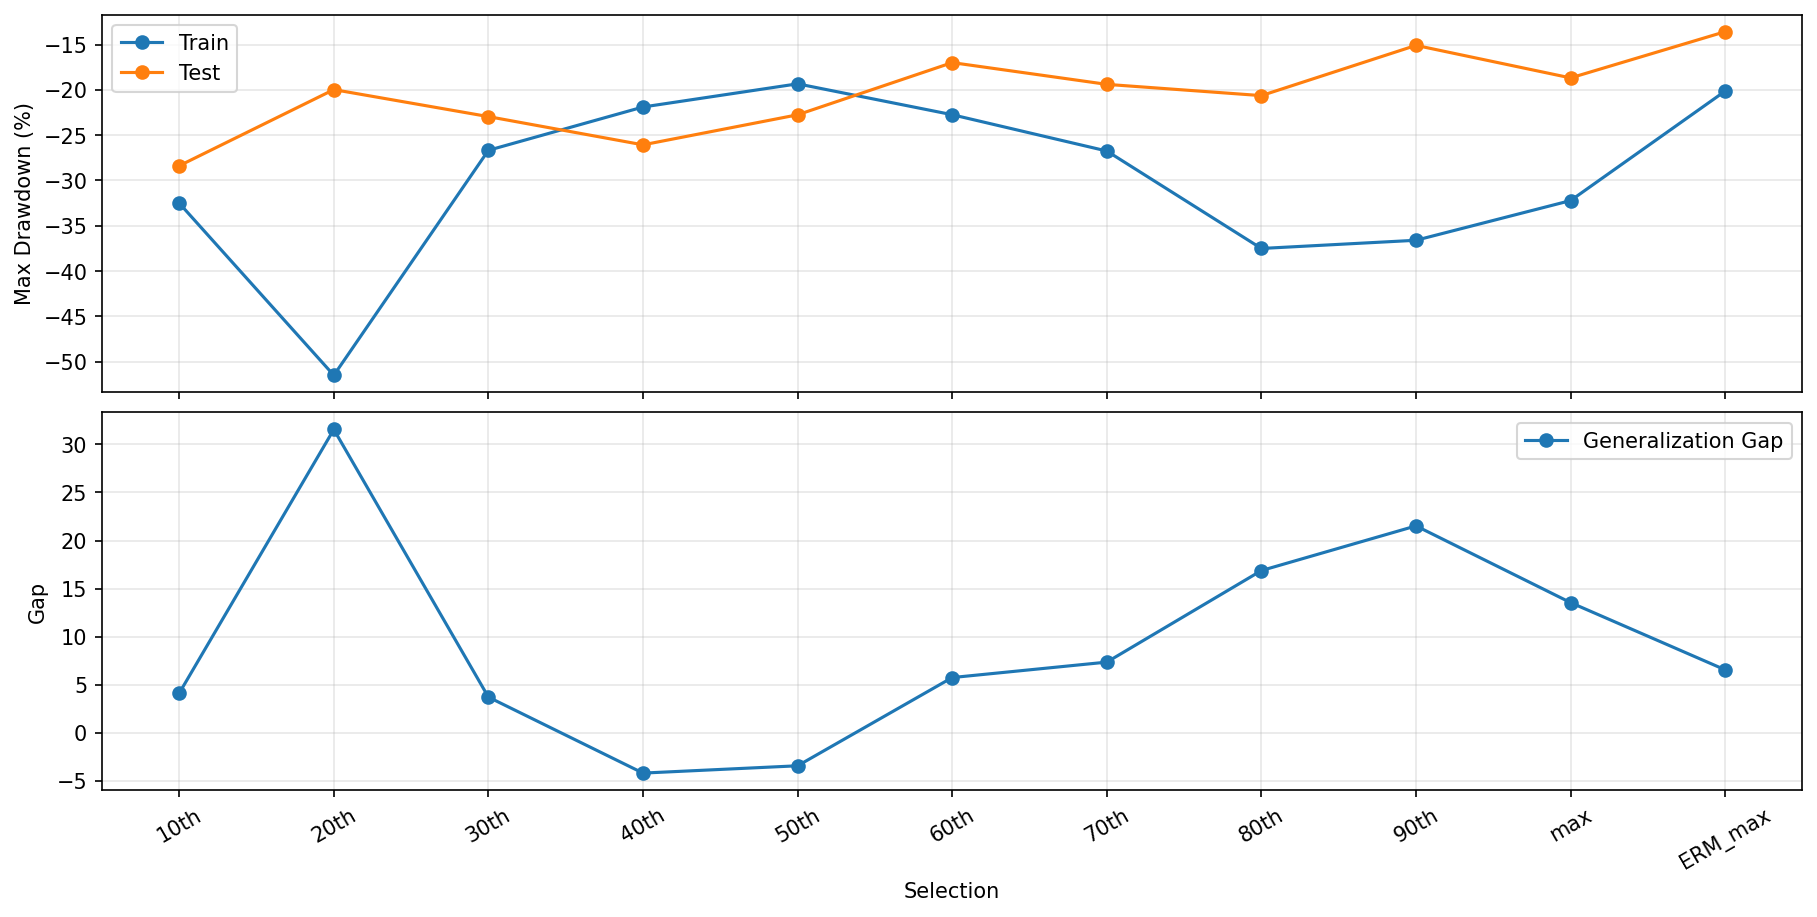 Train
Test
Max Drawdown (%)
−15
−20
−25
−30
−35
−40
−45
−50
Generalization Gap
Gap
30
25
20
15
10
5
0
−5
10th
20th
30th
40th
50th
60th
70th
80th
90th
max
ERM_max
Selection